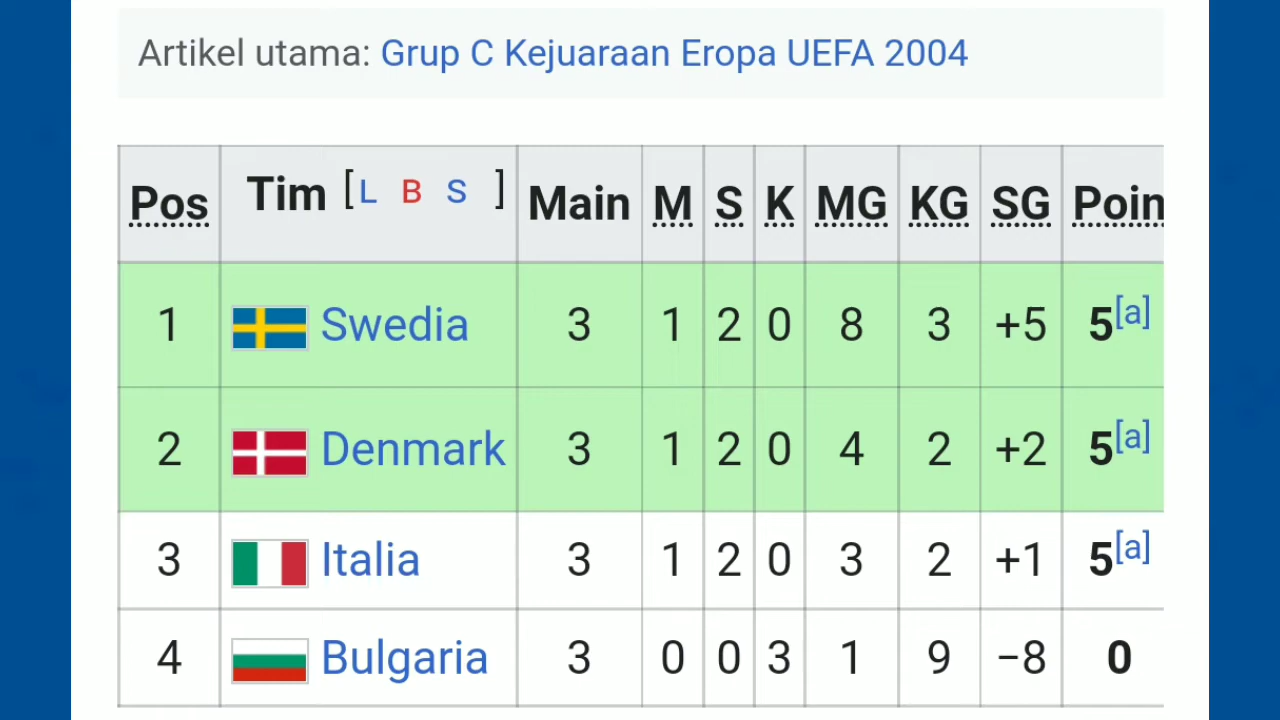 Artikel utama: Grup C Kejuaraan Eropa UEFA 2004
Pos Tim [L B S ] Main M S K MG KG SG Poin
1 Swedia 3 1 2 0 8 3 +5 5[a]
2 Denmark 3 1 2 0 4 2 +2 5[a]
3 Italia 3 1 2 0 3 2 +1 5[a]
4 Bulgaria 3 0 0 3 1 9 −8 0